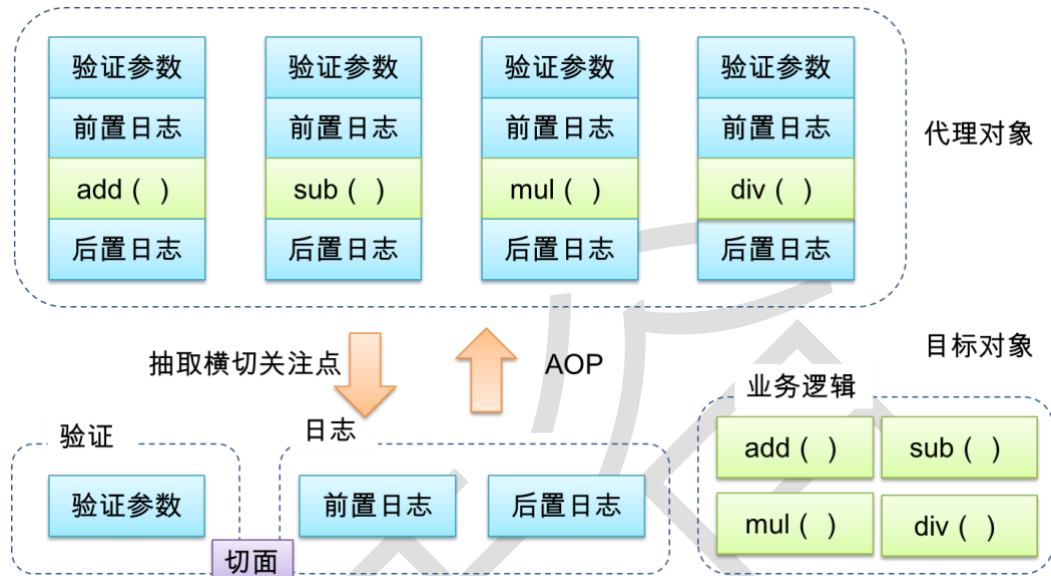 验证参数 验证参数 验证参数 验证参数
前置日志 前置日志 前置日志 前置日志
代理对象
add ( ) sub ( ) mul ( ) div ( )
后置日志 后置日志 后置日志 后置日志
抽取横切关注点
AOP
目标对象
业务逻辑
验证
日志
add ( ) sub ( )
验证参数
前置日志 后置日志
mul ( ) div ( )
切面